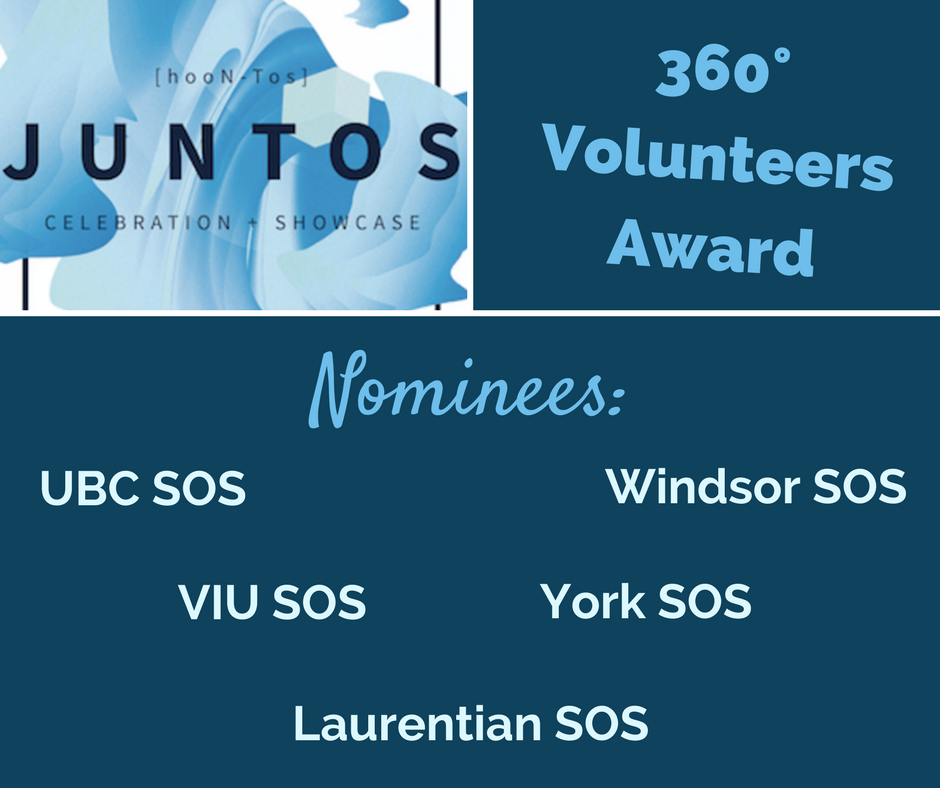 [hooN-Tos]
JUNTOS
CELEBRATION + SHOWCASE
360°
Volunteers
Award
Nominees:
UBC SOS
Windsor SOS
VIU SOS
York SOS
Laurentian SOS